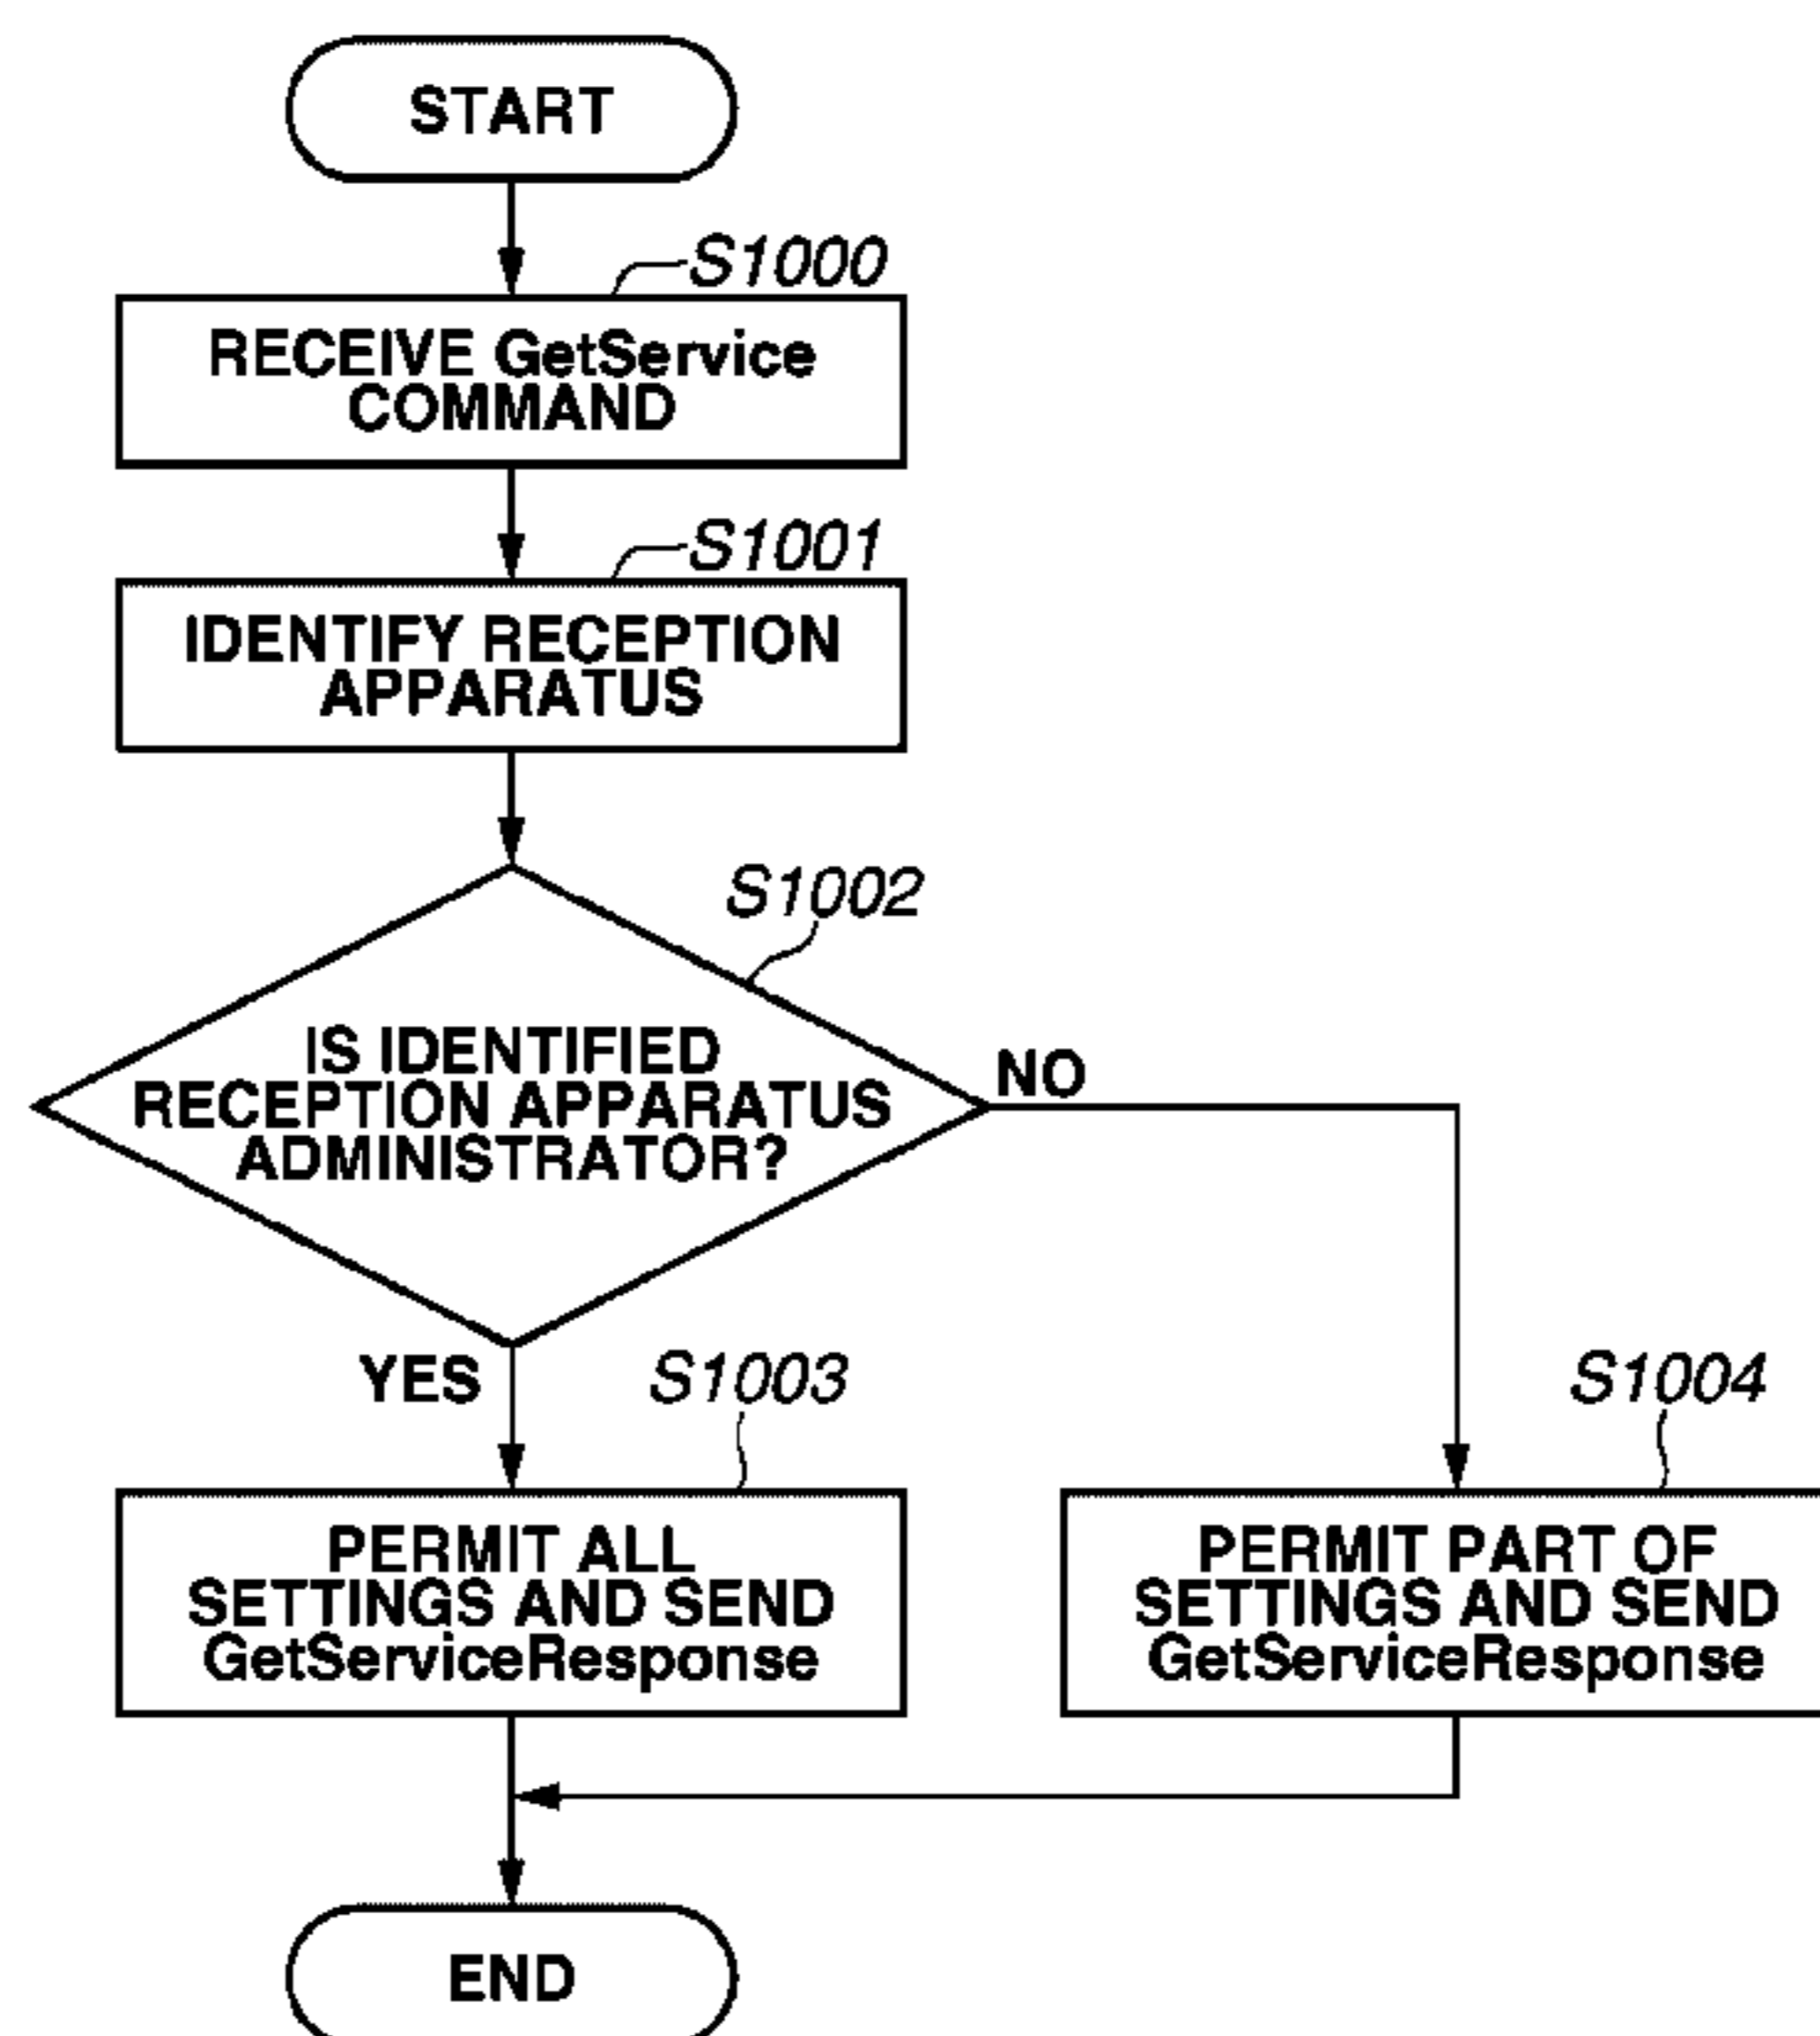 START
S1000
RECEIVE GetService
COMMAND
S1001
IDENTIFY RECEPTION
APPARATUS
S1002
IS IDENTIFIED
RECEPTION APPARATUS
ADMINISTRATOR?
NO
YES
S1003
S1004
PERMIT ALL
SETTINGS AND SEND
GetServiceResponse
PERMIT PART OF
SETTINGS AND SEND
GetServiceResponse
END